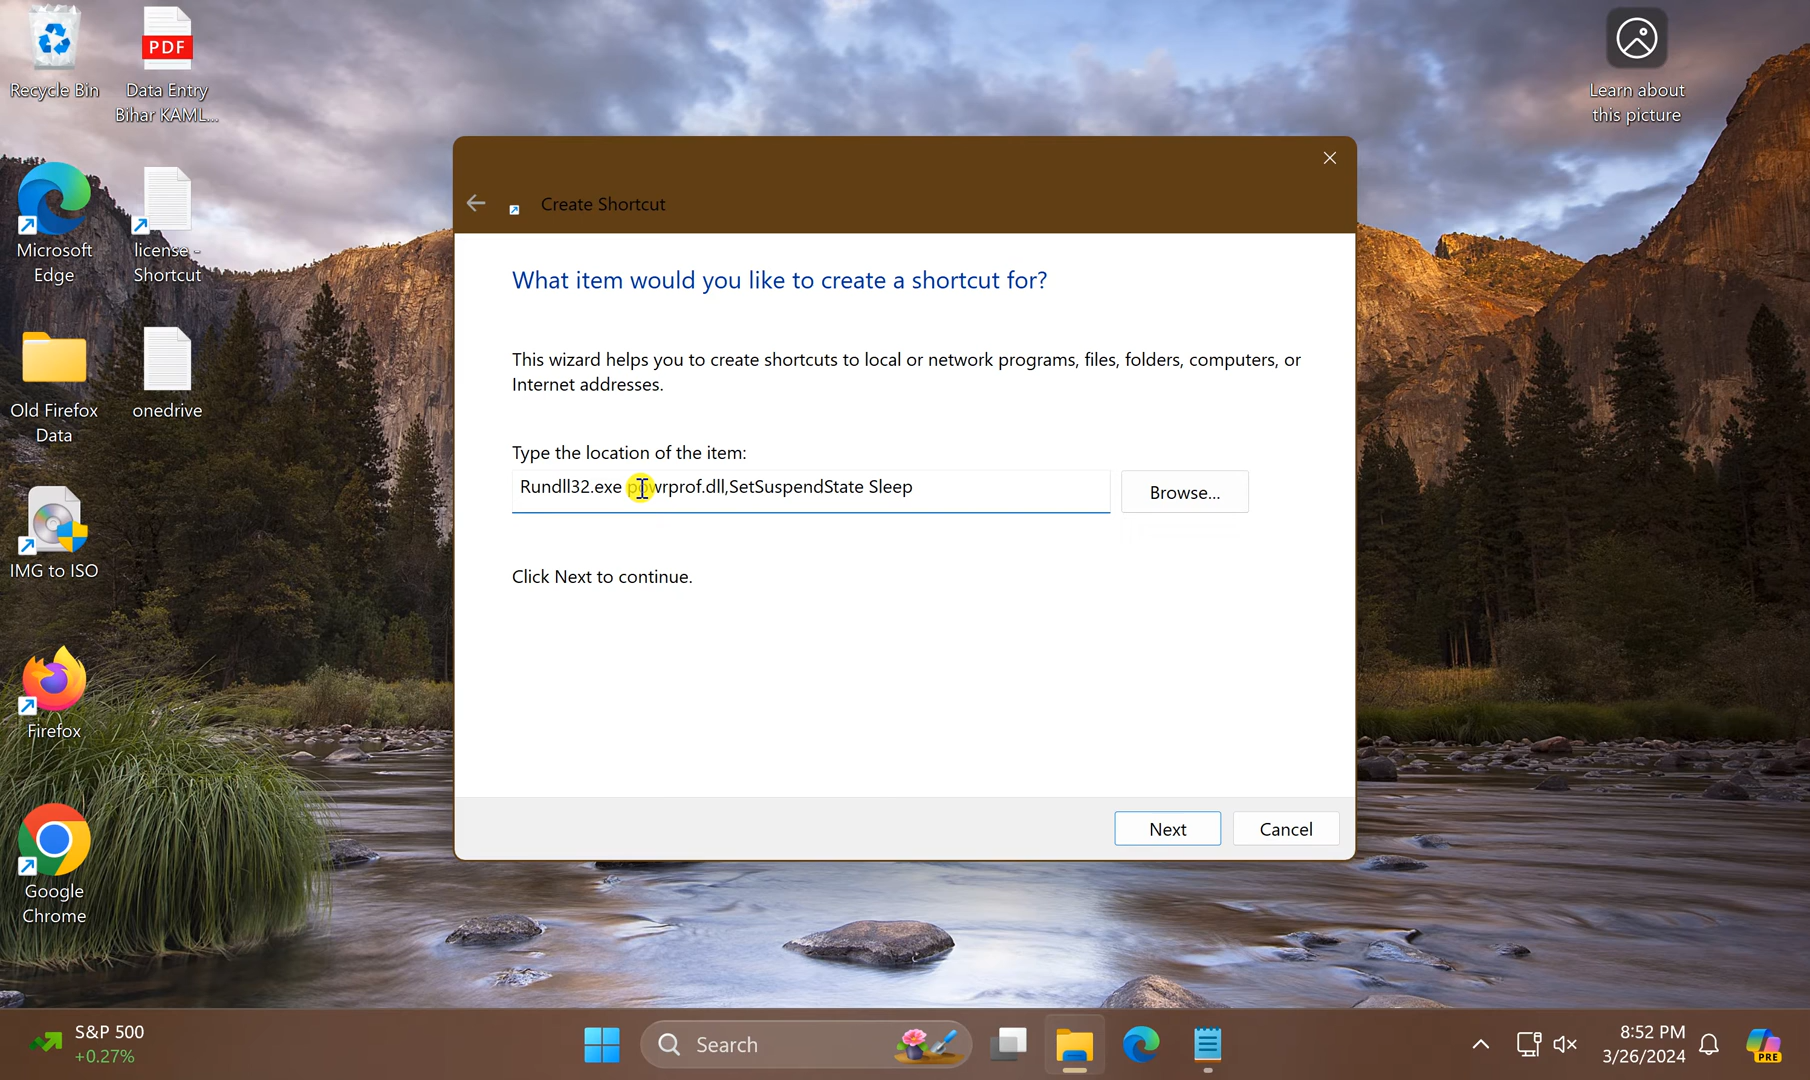 Recycle Bin
PDF
Data Entry
Bihar KAML...
Learn about
this picture
Microsoft
Edge
license -
Shortcut
Old Firefox
Data
onedrive
IMG to ISO
Firefox
Google
Chrome
Create Shortcut
What item would you like to create a shortcut for?
This wizard helps you to create shortcuts to local or network programs, files, folders, computers, or
Internet addresses.
Type the location of the item:
Rundll32.exe powrprof.dll,SetSuspendState Sleep
Browse...
Click Next to continue.
Next
Cancel
S&P 500
+0.27%
Search
8:52 PM
3/26/2024
PRE